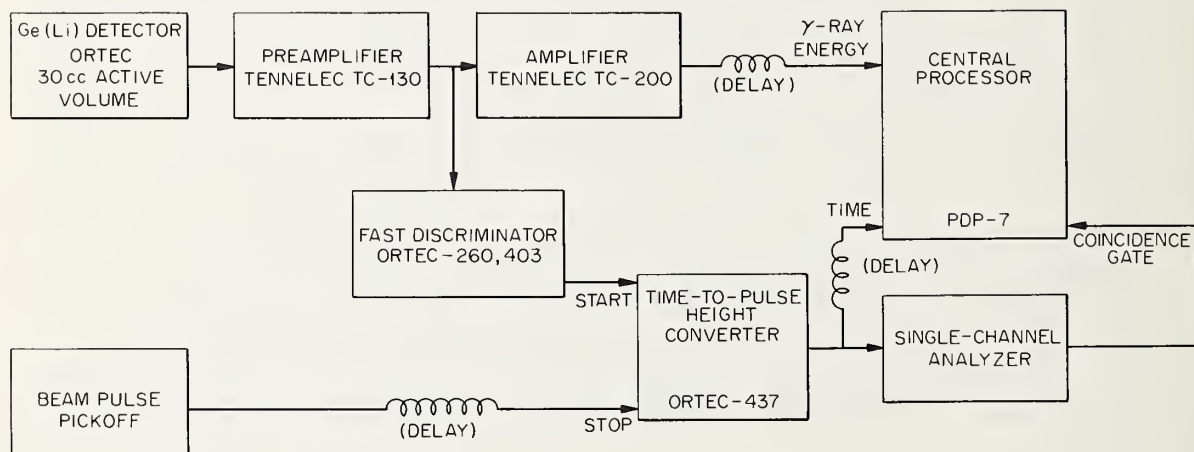 Ge(Li) DETECTOR
ORTEC
30 cc ACTIVE
VOLUME
PREAMPLIFIER
TENNELEC TC-130
AMPLIFIER
TENNELEC TC-200
(DELAY)
γ-RAY
ENERGY
CENTRAL
PROCESSOR
PDP-7
FAST DISCRIMINATOR
ORTEC-260,403
START
TIME
(DELAY)
COINCIDENCE
GATE
TIME-TO-PULSE
HEIGHT
CONVERTER
ORTEC-437
SINGLE-CHANNEL
ANALYZER
BEAM PULSE
PICKOFF
(DELAY)
STOP